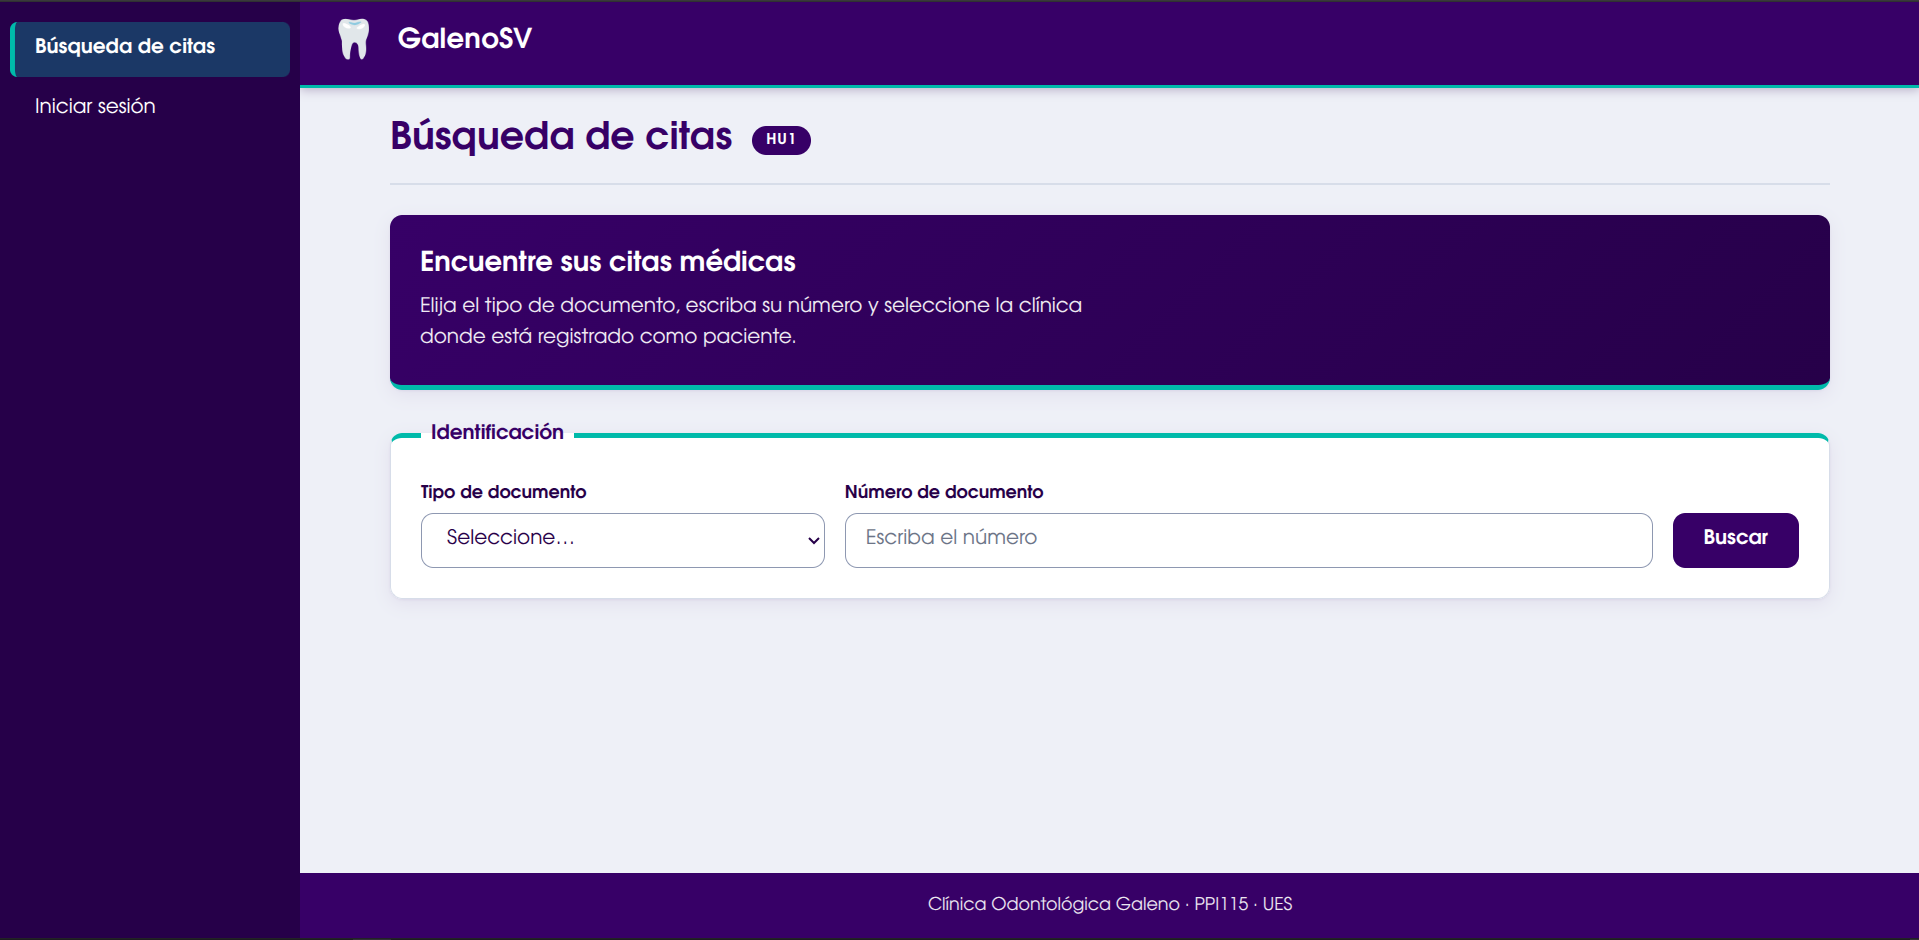 Búsqueda de citas
Iniciar sesión
GalenoSV
Búsqueda de citas HU1
Encuentre sus citas médicas
Elija el tipo de documento, escriba su número y seleccione la clínica
donde está registrado como paciente.
Identificación
Tipo de documento
Número de documento
Seleccione...
Escriba el número
Buscar
Clínica Odontológica Galeno · PPI115 · UES